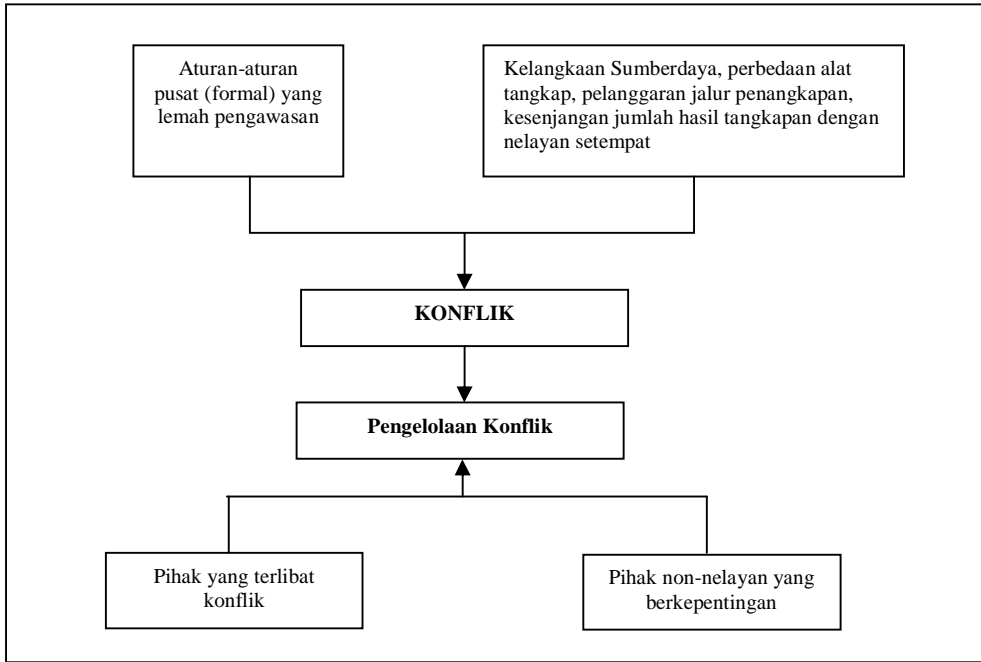 Aturan-aturan
pusat (formal) yang
lemah pengawasan
Kelangkaan Sumberdaya, perbedaan alat
tangkap, pelanggaran jalur penangkapan,
kesenjangan jumlah hasil tangkapan dengan
nelayan setempat
KONFLIK
Pengelolaan Konflik
Pihak yang terlibat
konflik
Pihak non-nelayan yang
berkepentingan